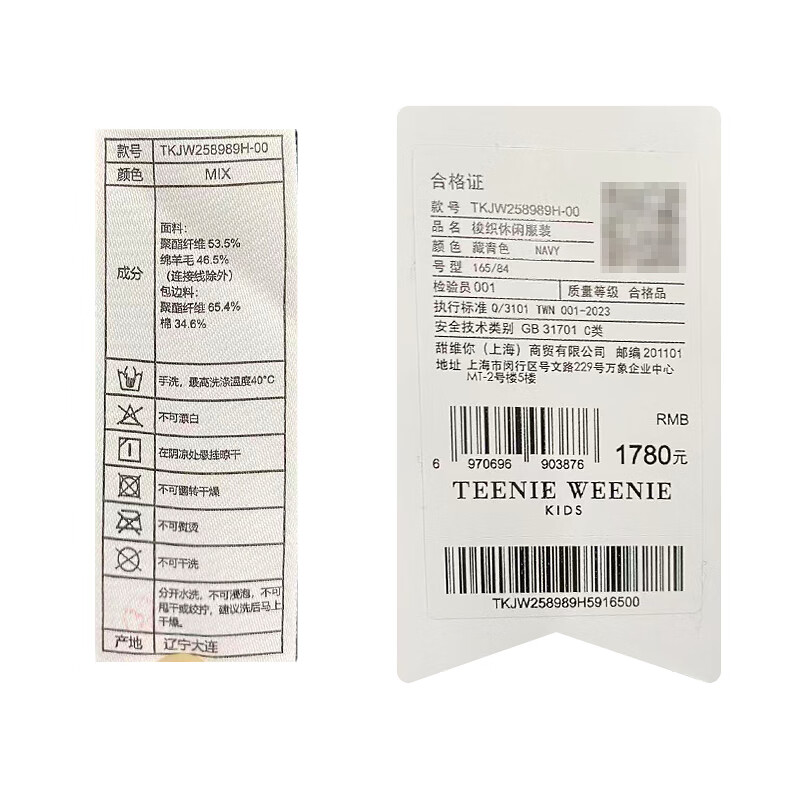 款号 TKJW258989H-00
颜色 MIX
成分
面料:
聚酯纤维 53.5%
绵羊毛 46.5%
（连接线除外）
包边料:
聚酯纤维 65.4%
棉 34.6%
手洗，最高洗涤温度40°C
不可漂白
在阴凉处悬挂晾干
不可翻转干燥
不可熨烫
不可干洗
分开水洗，不可浸泡，不可
甩干或绞拧，建议洗后马上
干燥。
产地 辽宁大连
合格证
款号 TKJW258989H-00
品名 梭织休闲服装
颜色 藏青色 NAVY
号型 165/84
检验员 001 质量等级 合格品
执行标准 Q/3101 TWN 001-2023
安全技术类别 GB 31701 C类
甜维你（上海）商贸有限公司 邮编 201101
地址 上海市闵行区号文路229号万象企业中心
MT-2号楼5楼
RMB
1780元
6 970696 903876
TEENIE WEENIE
KIDS
TKJW258989H5916500